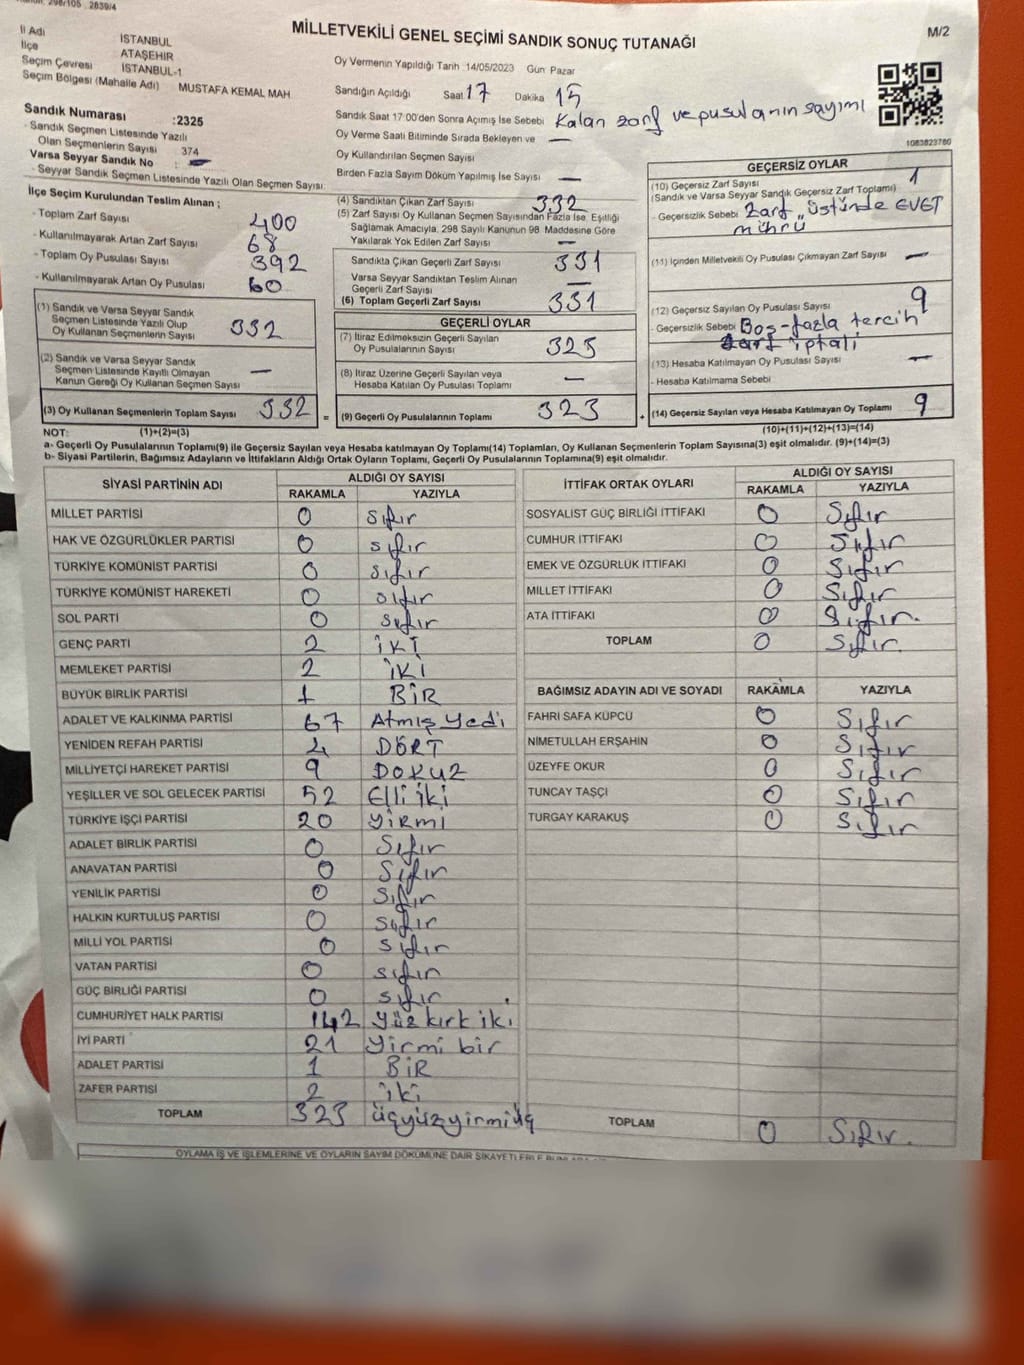 298/105 2839/4
MİLLETVEKİLİ GENEL SEÇİMİ SANDIK SONUÇ TUTANAĞI
M/2
İl Adı İSTANBUL
İlçe ATAŞEHİR
Seçim Çevresi İSTANBUL-1
Seçim Bölgesi (Mahalle Adı) MUSTAFA KEMAL MAH.
Sandık Numarası :2325
- Sandık Seçmen Listesinde Yazılı
Olan Seçmenlerin Sayısı : 374
Varsa Seyyar Sandık No :
- Seyyar Sandık Seçmen Listesinde Yazılı Olan Seçmen Sayısı:
Oy Vermenin Yapıldığı Tarih :14/05/2023 Gün Pazar
Sandığın Açıldığı Saat 17 Dakika 15
Sandık Saat 17:00'den Sonra Açılmış İse Sebebi Kalan zarf ve pusulanın sayımı
Oy Verme Saati Bitiminde Sırada Bekleyen ve —
Oy Kullandırılan Seçmen Sayısı
Birden Fazla Sayım Döküm Yapılmış İse Sayısı —
1083823760
İlçe Seçim Kurulundan Teslim Alınan ;
- Toplam Zarf Sayısı 400
- Kullanılmayarak Artan Zarf Sayısı 68
- Toplam Oy Pusulası Sayısı 392
- Kullanılmayarak Artan Oy Pusulası 60
(1) Sandık ve Varsa Seyyar Sandık
Seçmen Listesinde Yazılı Olup
Oy Kullanan Seçmenlerin Sayısı 332
(2) Sandık ve Varsa Seyyar Sandık
Seçmen Listesinde Kayıtlı Olmayan
Kanun Gereği Oy Kullanan Seçmen Sayısı —
(3) Oy Kullanan Seçmenlerin Toplam Sayısı 332 =
(4) Sandıktan Çıkan Zarf Sayısı 332
(5) Zarf Sayısı Oy Kullanan Seçmen Sayısından Fazla İse, Eşitliği
Sağlamak Amacıyla, 298 Sayılı Kanunun 98. Maddesine Göre
Yakılarak Yok Edilen Zarf Sayısı —
Sandıkta Çıkan Geçerli Zarf Sayısı 331
Varsa Seyyar Sandıktan Teslim Alınan
Geçerli Zarf Sayısı —
(6) Toplam Geçerli Zarf Sayısı 331
GEÇERLİ OYLAR
(7) İtiraz Edilmeksizin Geçerli Sayılan
Oy Pusulalarının Sayısı 323
(8) İtiraz Üzerine Geçerli Sayılan veya
Hesaba Katılan Oy Pusulası Toplamı —
(9) Geçerli Oy Pusulalarının Toplamı 323 +
GEÇERSİZ OYLAR
(10) Geçersiz Zarf Sayısı 1
(Sandık ve Varsa Seyyar Sandık Geçersiz Zarf Toplamı)
- Geçersizlik Sebebi Zarf üstünde EVET
mührü
(11) İçinden Milletvekili Oy Pusulası Çıkmayan Zarf Sayısı —
(12) Geçersiz Sayılan Oy Pusulası Sayısı 9
- Geçersizlik Sebebi Boş-fazla tercih
iptali
(13) Hesaba Katılmayan Oy Pusulası Sayısı —
- Hesaba Katılmama Sebebi
(14) Geçersiz Sayılan veya Hesaba Katılmayan Oy Toplamı 9
NOT: (1)+(2)=(3) (10)+(11)+(12)+(13)=(14)
a- Geçerli Oy Pusulalarının Toplamı(9) ile Geçersiz Sayılan veya Hesaba katılmayan Oy Toplamı(14) Toplamları, Oy Kullanan Seçmenlerin Toplam Sayısına(3) eşit olmalıdır. (9)+(14)=(3)
b- Siyasi Partilerin, Bağımsız Adayların ve İttifakların Aldığı Ortak Oyların Toplamı, Geçerli Oy Pusulalarının Toplamına(9) eşit olmalıdır.
SİYASİ PARTİNİN ADI ALDIĞI OY SAYISI
RAKAMLA YAZIYLA
MİLLET PARTİSİ 0 Sıfır
HAK VE ÖZGÜRLÜKLER PARTİSİ 0 sıfır
TÜRKİYE KOMÜNİST PARTİSİ 0 sıfır
TÜRKİYE KOMÜNİST HAREKETİ 0 sıfır
SOL PARTİ 0 sıfır
GENÇ PARTİ 2 İKİ
MEMLEKET PARTİSİ 2 İKİ
BÜYÜK BİRLİK PARTİSİ 1 BİR
ADALET VE KALKINMA PARTİSİ 67 Atmış yedi
YENİDEN REFAH PARTİSİ 4 DÖRT
MİLLİYETÇİ HAREKET PARTİSİ 9 DOKUZ
YEŞİLLER VE SOL GELECEK PARTİSİ 52 Elli iki
TÜRKİYE İŞÇİ PARTİSİ 20 YİRMİ
ADALET BİRLİK PARTİSİ 0 Sıfır
ANAVATAN PARTİSİ 0 Sıfır
YENİLİK PARTİSİ 0 Sıfır
HALKIN KURTULUŞ PARTİSİ 0 sıfır
MİLLİ YOL PARTİSİ 0 sıfır
VATAN PARTİSİ 0 sıfır
GÜÇ BİRLİĞİ PARTİSİ 0 sıfır
CUMHURİYET HALK PARTİSİ 142 yüz kırk iki
İYİ PARTİ 21 yirmi bir
ADALET PARTİSİ 1 BİR
ZAFER PARTİSİ 2 iki
TOPLAM 323 üçyüzyirmiüç
İTTİFAK ORTAK OYLARI ALDIĞI OY SAYISI
RAKAMLA YAZIYLA
SOSYALİST GÜÇ BİRLİĞİ İTTİFAKI 0 Sıfır
CUMHUR İTTİFAKI 0 Sıfır
EMEK VE ÖZGÜRLÜK İTTİFAKI 0 Sıfır
MİLLET İTTİFAKI 0 Sıfır
ATA İTTİFAKI 0 Sıfır.
TOPLAM 0 Sıfır.
BAĞIMSIZ ADAYIN ADI VE SOYADI RAKAMLA YAZIYLA
FAHRİ SAFA KÜPCÜ 0 Sıfır
NİMETULLAH ERŞAHİN 0 Sıfır
ÜZEYFE OKUR 0 Sıfır
TUNCAY TAŞÇI 0 Sıfır
TURGAY KARAKUŞ 0 Sıfır
TOPLAM 0 Sıfır.
OYLAMA İŞ VE İŞLEMLERİNE VE OYLARIN SAYIM DÖKÜMÜNE DAİR ŞİKAYETLER